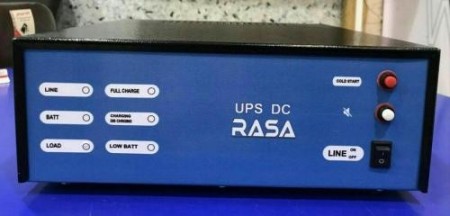 LINE
FULL CHARGE
COLD START
BATT
CHARGING
UPS DC
RASA
LOAD
LOW BATT
LINE
ON
OFF